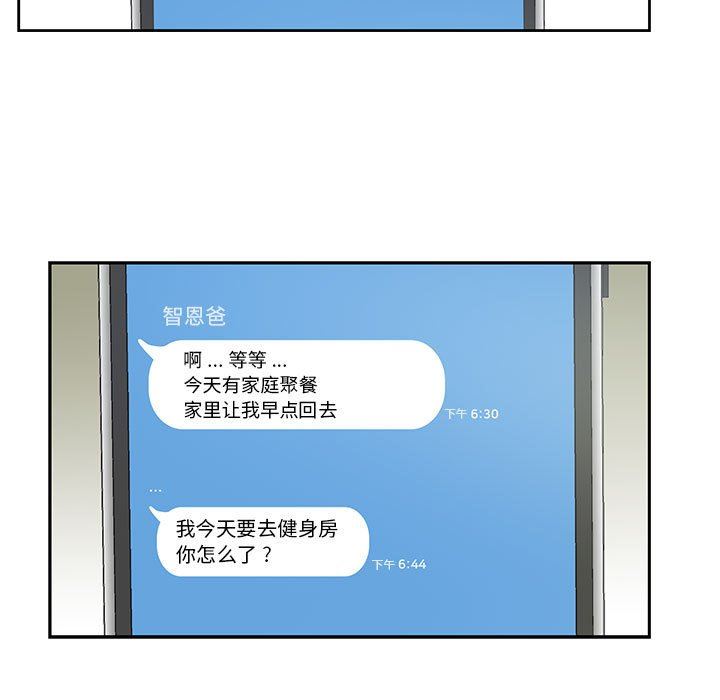 智恩爸
啊 ... 等等 ...
今天有家庭聚餐
家里让我早点回去
下午 6:30
...
我今天要去健身房
你怎么了 ?
下午 6:44